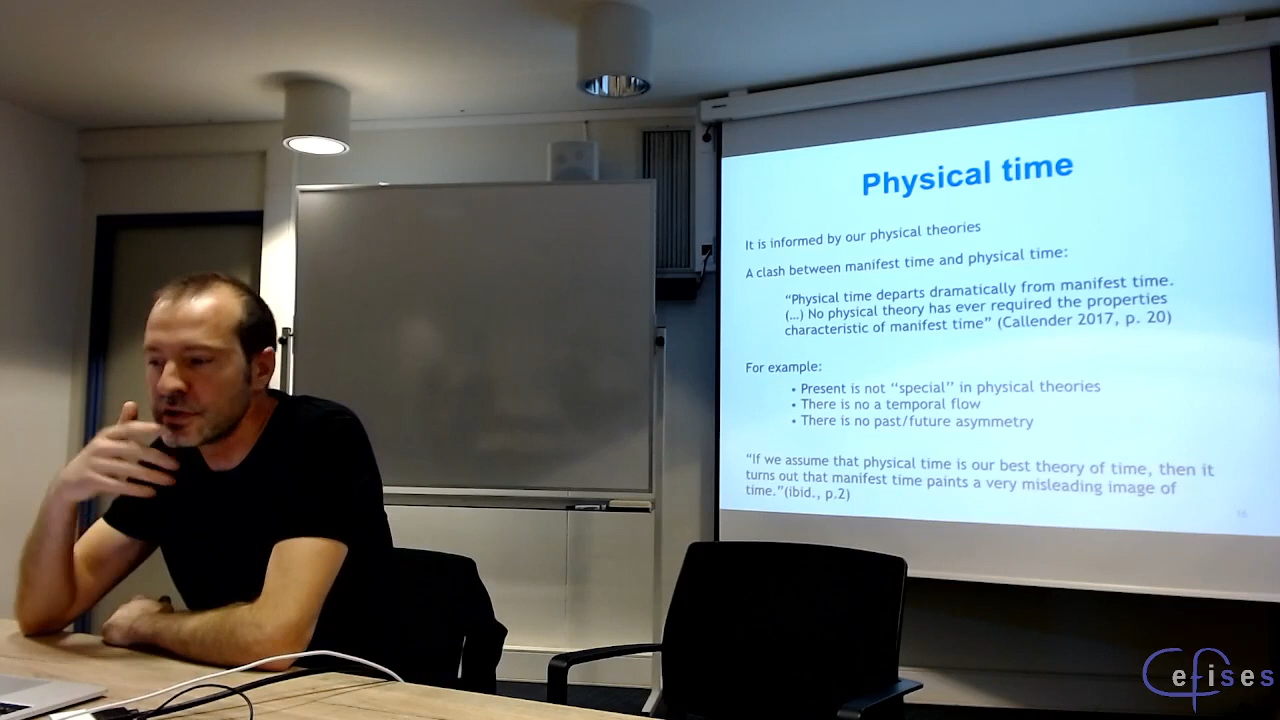 Physical time
It is informed by our physical theories
A clash between manifest time and physical time:
“Physical time departs dramatically from manifest time.
(…) No physical theory has ever required the properties
characteristic of manifest time” (Callender 2017, p. 20)
For example:
• Present is not “special” in physical theories
• There is no a temporal flow
• There is no past/future asymmetry
“If we assume that physical time is our best theory of time, then it
turns out that manifest time paints a very misleading image of
time.”(ibid., p.2)
16
Cefises